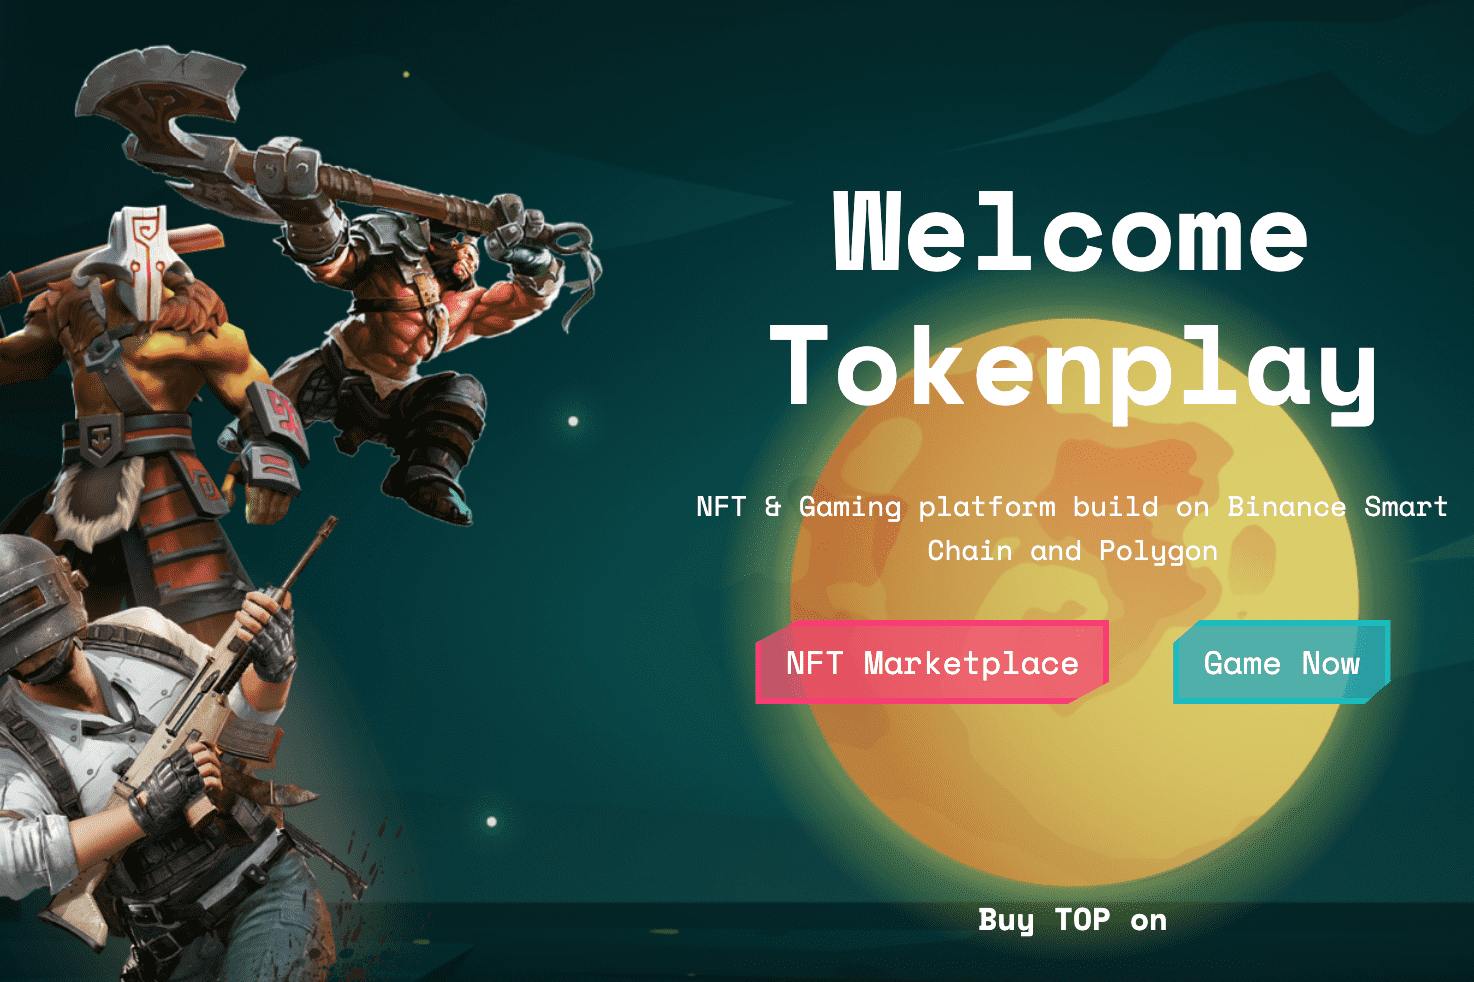 Welcome
Tokenplay
NFT & Gaming platform build on Binance Smart
Chain and Polygon
NFT Marketplace
Game Now
Buy TOP on